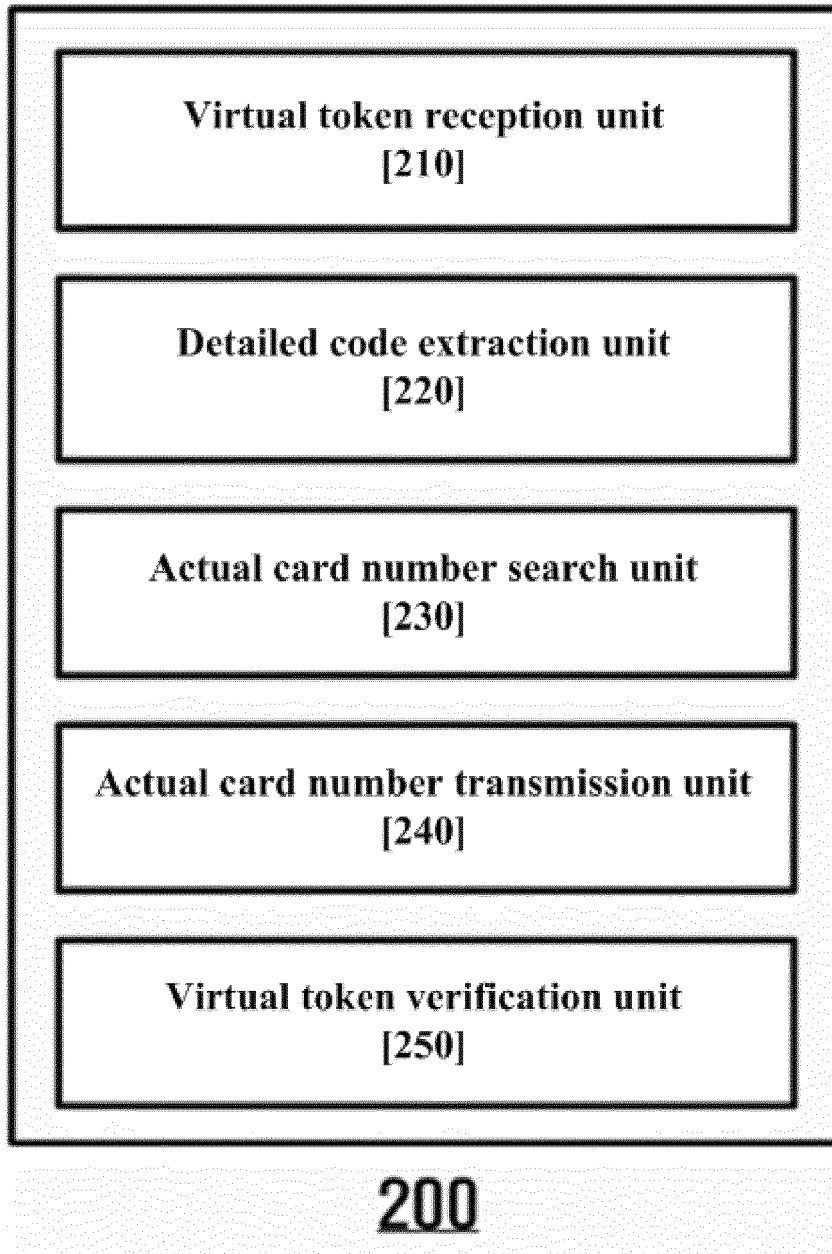 Virtual token reception unit
[210]
Detailed code extraction unit
[220]
Actual card number search unit
[230]
Actual card number transmission unit
[240]
Virtual token verification unit
[250]
200